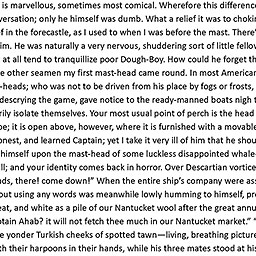 is marvellous, sometimes most comical. Wherefore this difference
versation; only he himself was dumb. What a relief it was to choki
f in the forecastle, as I used to when I was before the mast. There'
im. He was naturally a very nervous, shuddering sort of little fellow
at all tend to tranquillize poor Dough-Boy. How could he forget th
e other seamen my first mast-head came round. In most American
-heads; who was not to be driven from his place by fogs or frosts,
descrying the game, gave notice to the ready-manned boats nigh t
rily isolate themselves. Your most usual point of perch is the head
pe; it is open above, however, where it is furnished with a movable
onest, and learned Captain; yet I take it very ill of him that he shou
himself upon the mast-head of some luckless disappointed whale-
ll; and your identity comes back in horror. Over Descartian vortice
nds, there! come down!” When the entire ship’s company were ass
out using any words was meanwhile lowly humming to himself, pr
eat, and white as a pile of our Nantucket wool after the great annu
ptain Ahab? it will not fetch thee much in our Nantucket market.” “
e yonder Turkish cheeks of spotted tawn—living, breathing picture
th their harpoons in their hands, while his three mates stood at his